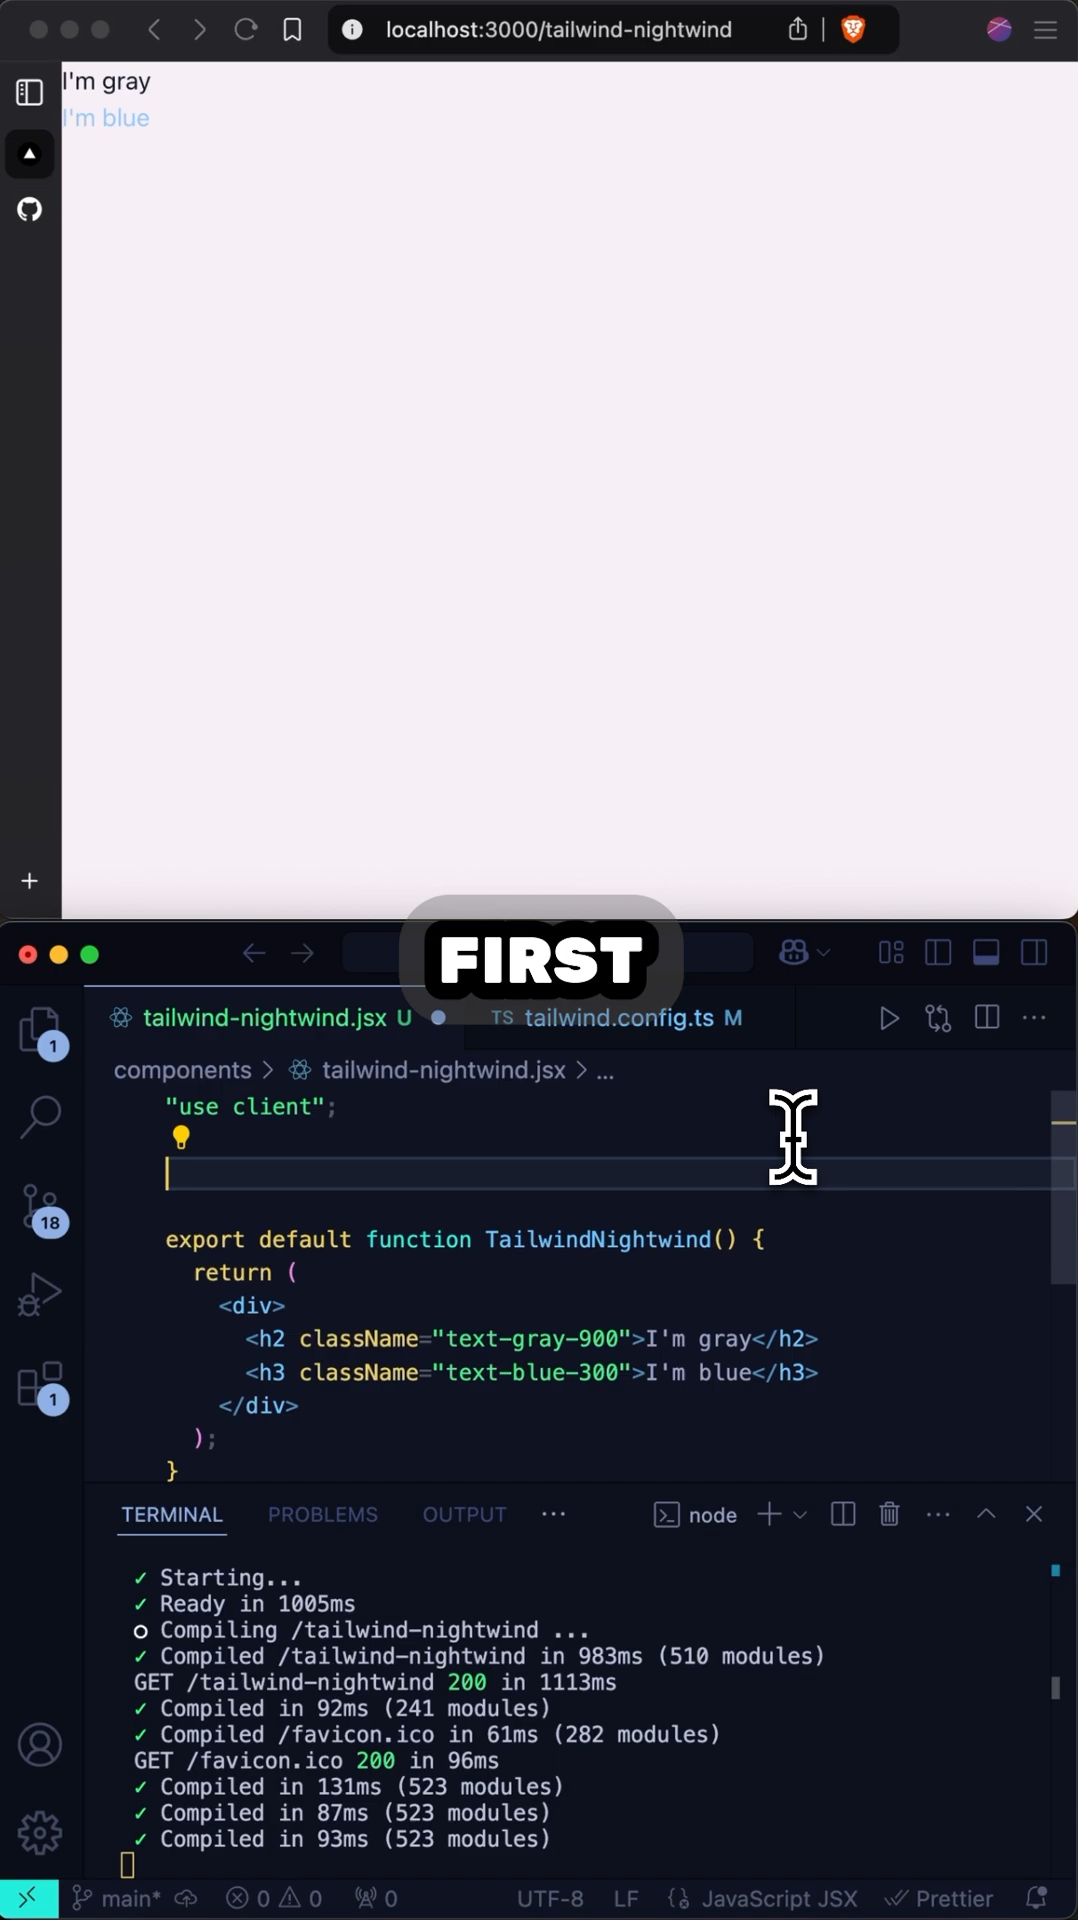 localhost:3000/tailwind-nightwind
I'm gray
I'm blue
FIRST
tailwind-nightwind.jsx U
TS tailwind.config.ts M
components > tailwind-nightwind.jsx > ...
"use client";
export default function TailwindNightwind() {
return (
<div>
<h2 className="text-gray-900">I'm gray</h2>
<h3 className="text-blue-300">I'm blue</h3>
</div>
);
}
1
18
1
TERMINAL PROBLEMS OUTPUT ... node
✓ Starting...
✓ Ready in 1005ms
○ Compiling /tailwind-nightwind ...
✓ Compiled /tailwind-nightwind in 983ms (510 modules)
GET /tailwind-nightwind 200 in 1113ms
✓ Compiled in 92ms (241 modules)
✓ Compiled /favicon.ico in 61ms (282 modules)
GET /favicon.ico 200 in 96ms
✓ Compiled in 131ms (523 modules)
✓ Compiled in 87ms (523 modules)
✓ Compiled in 93ms (523 modules)
main* 0 0 0 UTF-8 LF JavaScript JSX Prettier